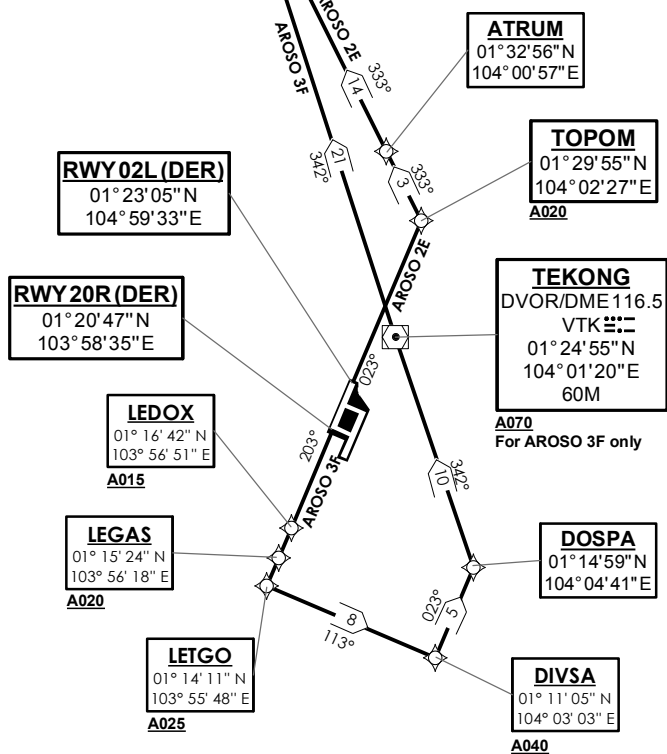 AROSO 3F
AROSO 2E
ATRUM
01°32'56"N
104°00'57"E
333°
14
TOPOM
01°29'55"N
104°02'27"E
A020
21
342°
3
333°
RWY 02L (DER)
01°23'05"N
104°59'33"E
AROSO 2E
TEKONG
DVOR/DME 116.5
VTK
01°24'55"N
104°01'20"E
60M
A070
For AROSO 3F only
RWY 20R (DER)
01°20'47"N
103°58'35"E
023°
203°
AROSO 3F
LEDOX
01° 16' 42" N
103° 56' 51" E
A015
342°
10
LEGAS
01° 15' 24" N
103° 56' 18" E
A020
DOSPA
01°14'59"N
104°04'41"E
023°
5
8
113°
LETGO
01° 14' 11" N
103° 55' 48" E
A025
DIVSA
01° 11' 05" N
104° 03' 03" E
A040